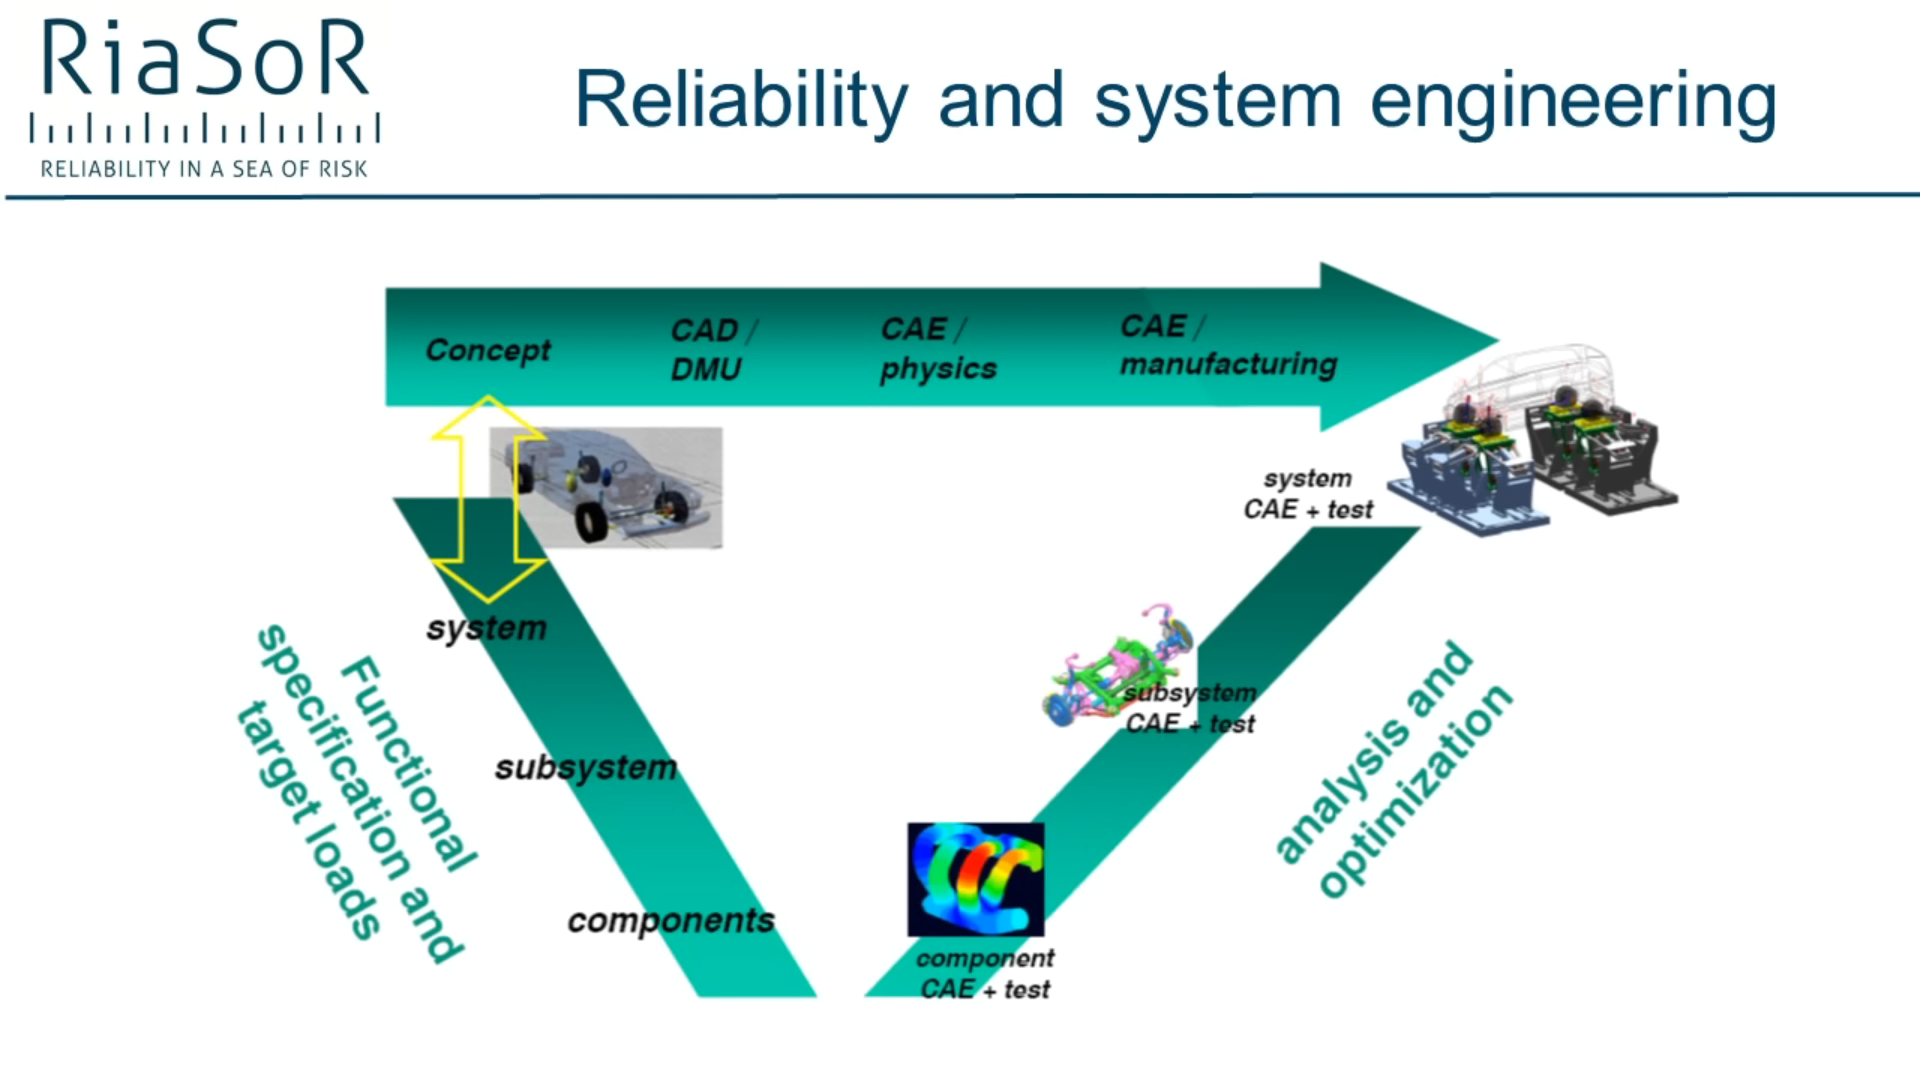 RiaSoR
RELIABILITY IN A SEA OF RISK
Reliability and system engineering
Concept
CAD /
DMU
CAE /
physics
CAE /
manufacturing
system
CAE + test
system
subsystem
components
Functional
specification and
target loads
subsystem
CAE + test
component
CAE + test
analysis and
optimization